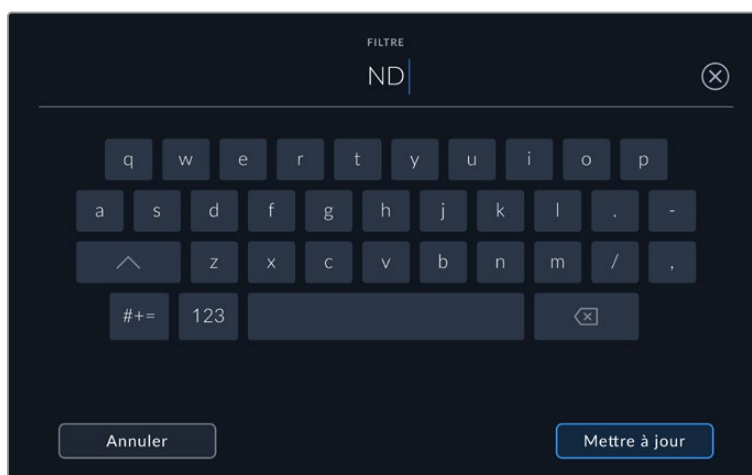 FILTRE
ND
q w e r t y u i o p
a s d f g h j k l . -
z x c v b n m / ,
#+= 123
Annuler Mettre à jour